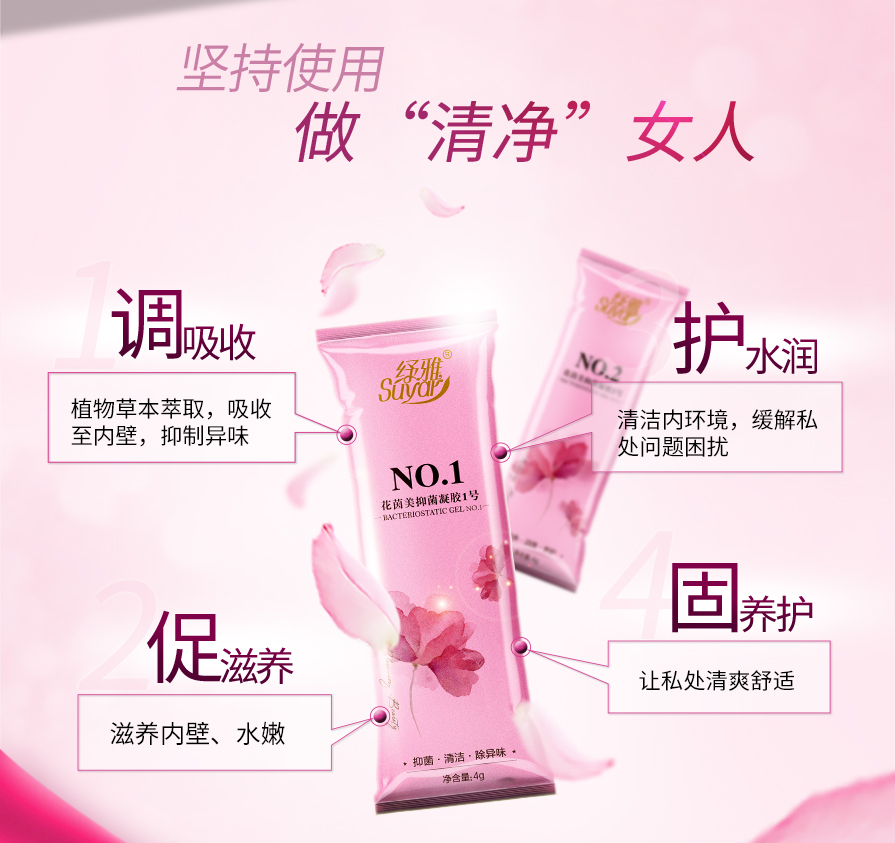 坚持使用
做“清净”女人
1
调吸收
植物草本萃取，吸收
至内壁，抑制异味
护水润
清洁内环境，缓解私
处问题困扰
2
促滋养
滋养内壁、水嫩
4
固养护
让私处清爽舒适
纾雅®
Suyar
NO.1
花茵美抑菌凝胶1号
BACTERIOSTATIC GEL NO.1
抑菌·清洁·除异味
净含量:4g
纾雅
Suyar
NO.2